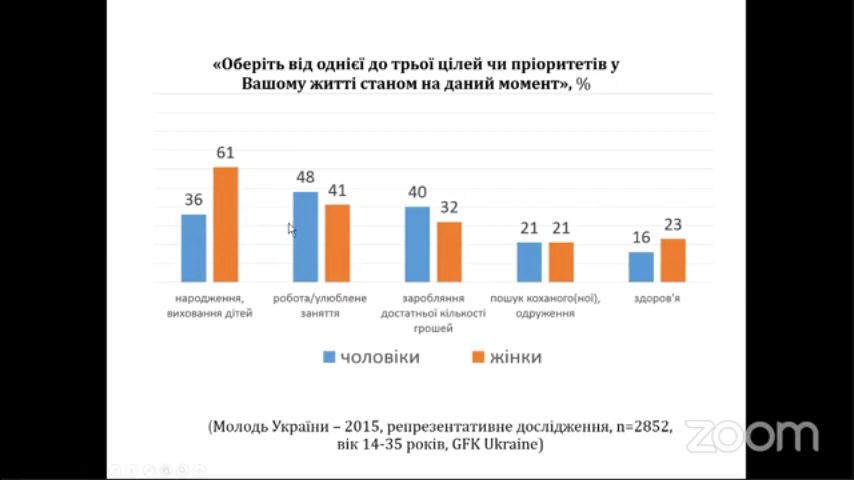 «Оберіть від однієї до трьої цілей чи пріоритетів у
Вашому житті станом на даний момент», %
36
61
48
41
40
32
21
21
16
23
народження,
виховання дітей
робота/улюблене
заняття
заробляння
достатньої кількості
грошей
пошук коханого(ної),
одруження
здоров'я
чоловіки
жінки
(Молодь України – 2015, репрезентативне дослідження, n=2852,
вік 14-35 років, GFK Ukraine)
zoom